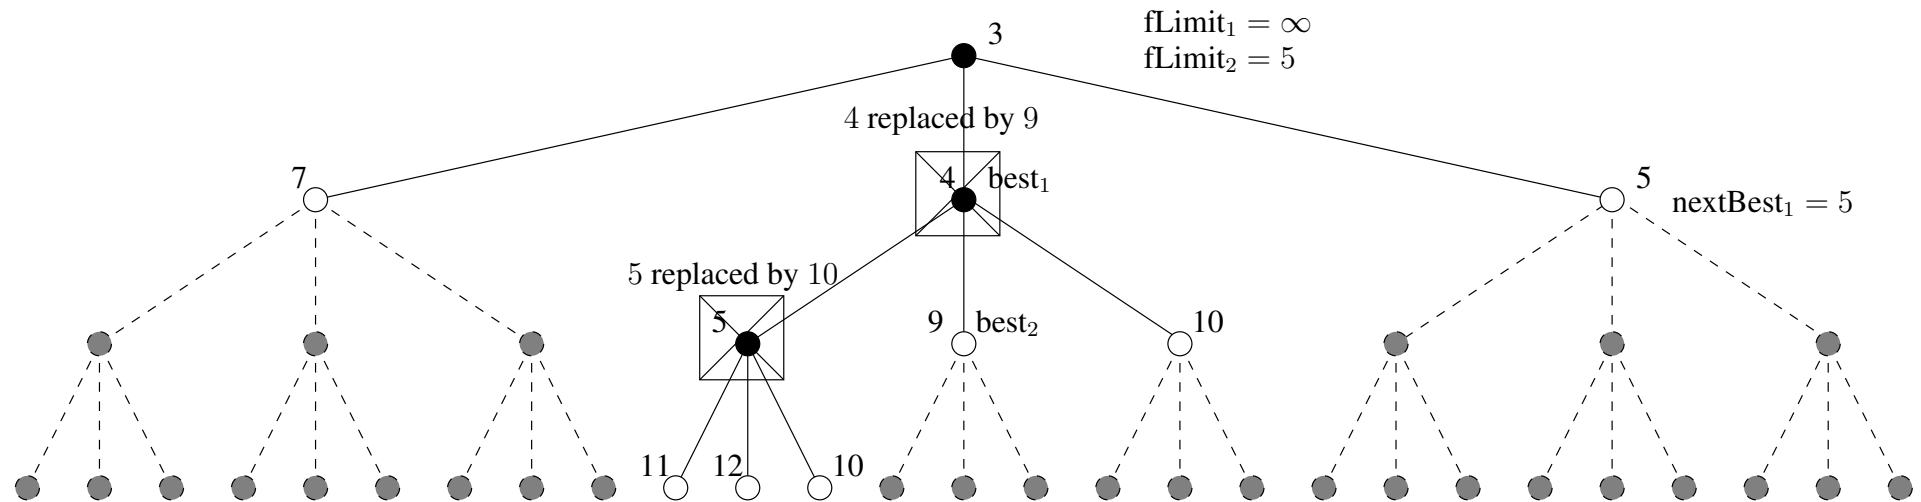 3
fLimit₁ = ∞
fLimit₂ = 5
4 replaced by 9
7
4 best₁
5
nextBest₁ = 5
5 replaced by 10
5
9 best₂
10
11
12
10